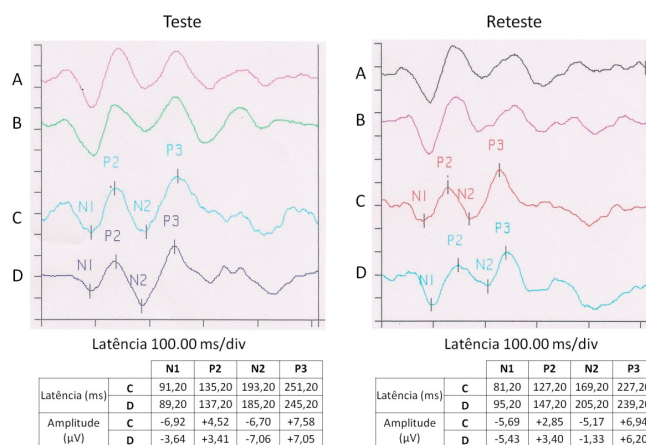 Teste
A
B
P2
P3
N1
N2
C
P2
P3
N1
N2
D
Latência 100.00 ms/div
N1 P2 N2 P3
Latência (ms) C 91,20 135,20 193,20 251,20
D 89,20 137,20 185,20 245,20
Amplitude (µV) C -6,92 +4,52 -6,70 +7,58
D -3,64 +3,41 -7,06 +7,05
Reteste
A
B
P3
P2
N1
N2
C
P2
P3
N1
N2
D
Latência 100.00 ms/div
N1 P2 N2 P3
Latência (ms) C 81,20 127,20 169,20 227,20
D 95,20 147,20 205,20 239,20
Amplitude (µV) C -5,69 +2,85 -5,17 +6,94
D -5,43 +3,40 -1,33 +6,20